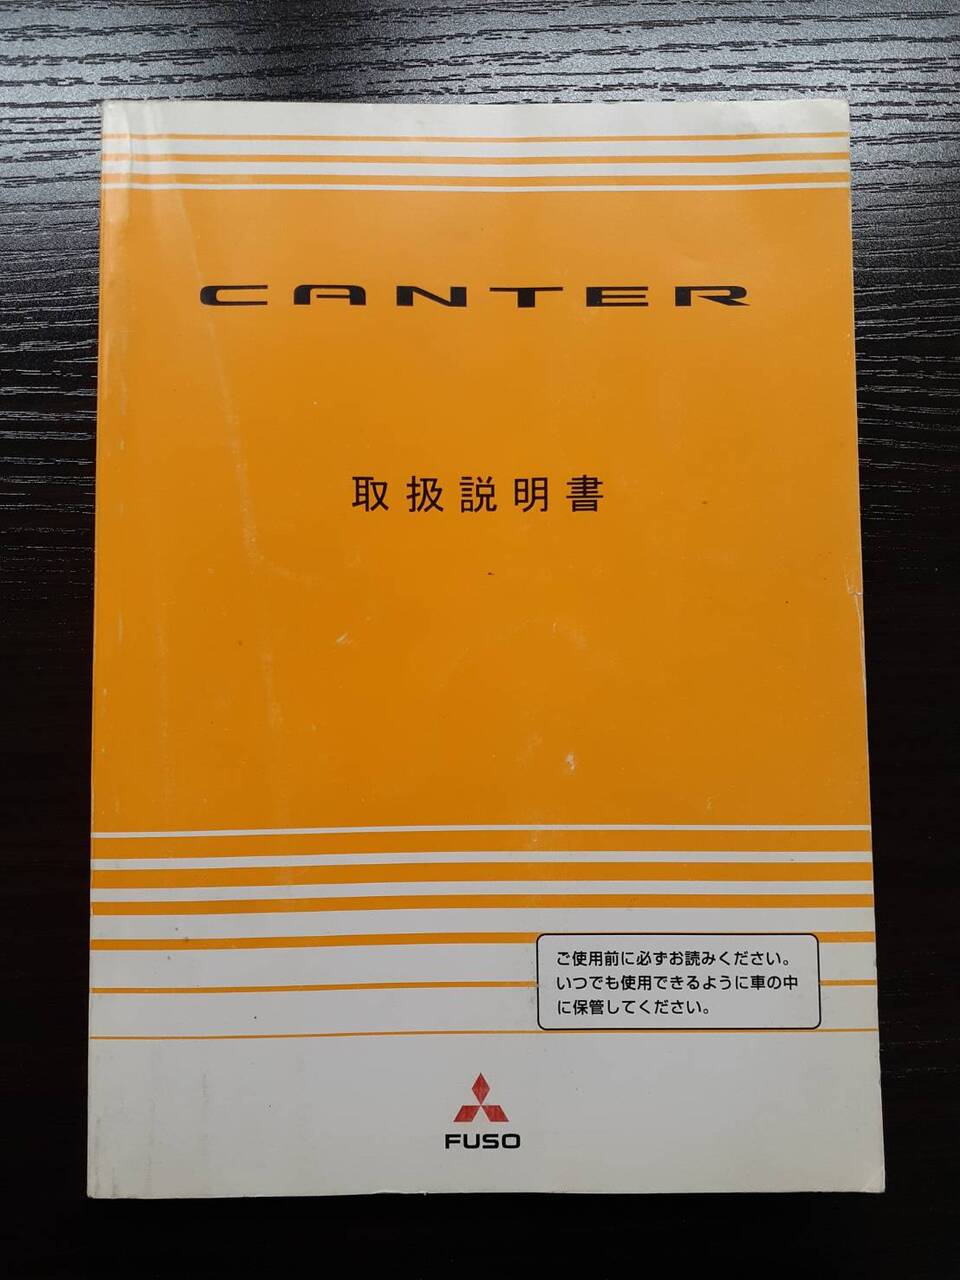 CANTER
取扱説明書
ご使用前に必ずお読みください。
いつでも使用できるように車の中
に保管してください。
FUSO